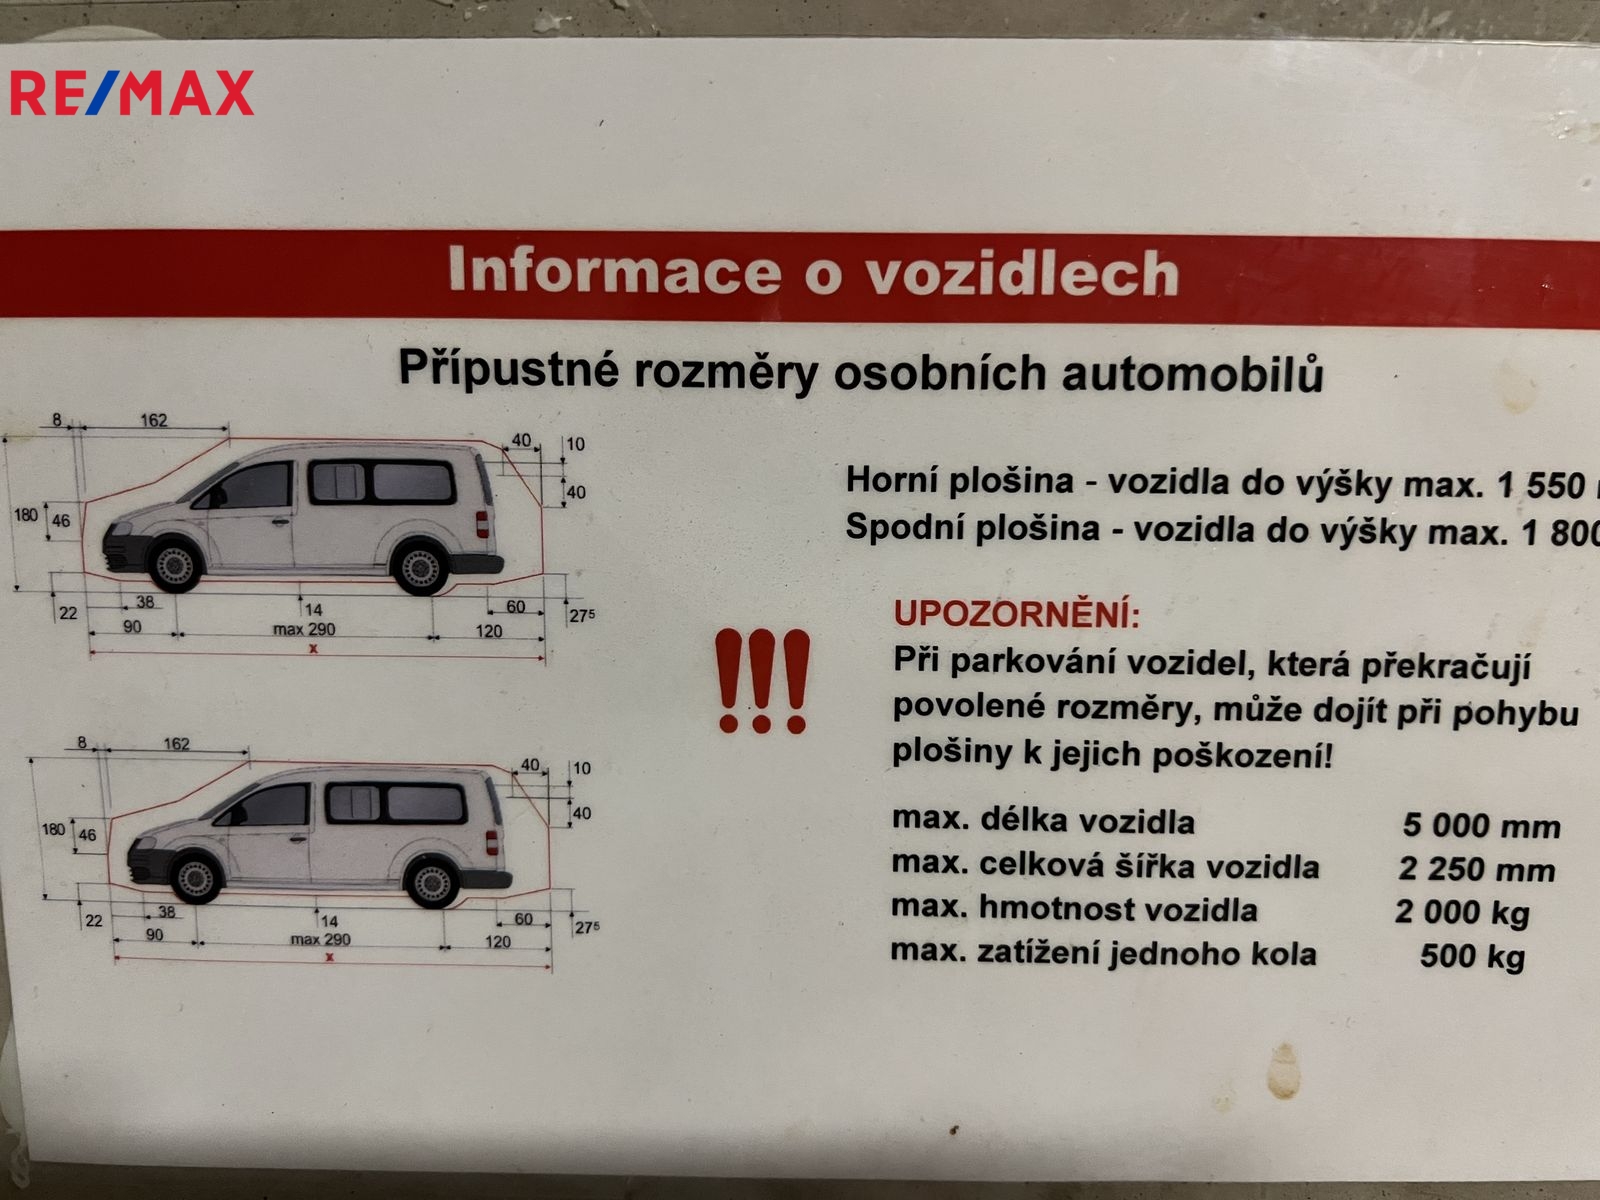 RE/MAX
Informace o vozidlech
Přípustné rozměry osobních automobilů
8 162 40 10
40
180 46
22 38 14 60 27⁵
90 max 290 120
x
Horní plošina - vozidla do výšky max. 1 550
Spodní plošina - vozidla do výšky max. 1 800
UPOZORNĚNÍ:
Při parkování vozidel, která překračují
povolené rozměry, může dojít při pohybu
plošiny k jejich poškození!
!!!
8 162 40 10
40
180 46
22 38 14 60 27⁵
90 max 290 120
x
max. délka vozidla 5 000 mm
max. celková šířka vozidla 2 250 mm
max. hmotnost vozidla 2 000 kg
max. zatížení jednoho kola 500 kg